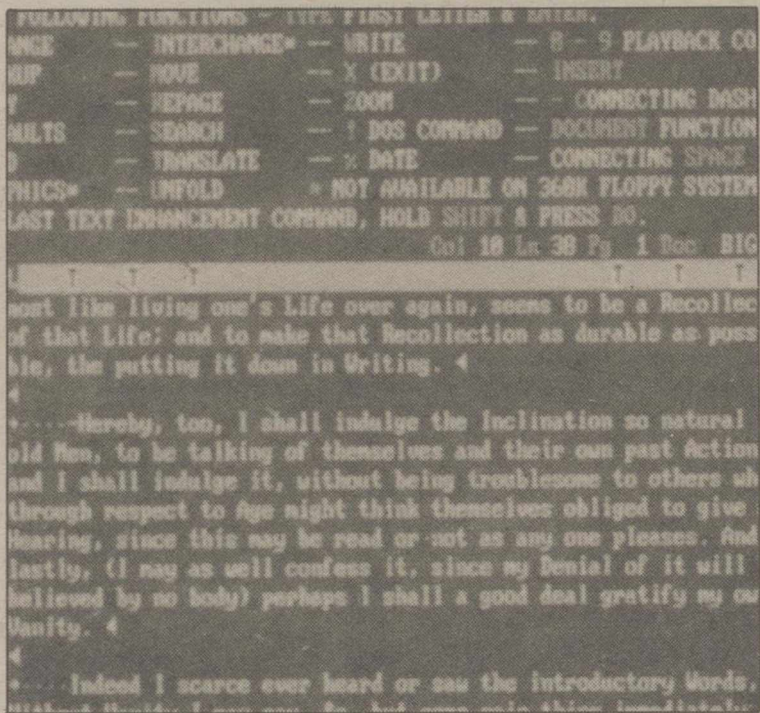 FOLLOWING FUNCTIONS - TYPE FIRST LETTER & ENTER.
ANGE -- INTERCHANGE* -- WRITE -- 0 - 9 PLAYBACK CO
-- MOVE -- X (EXIT) -- INSERT
-- REPAGE -- ZOOM -- - CONNECTING DASH
AULTS -- SEARCH -- ! DOS COMMAND -- DOCUMENT FUNCTION
-- TRANSLATE -- % DATE -- CONNECTING SPACE
PHICS* -- UNFOLD * NOT AVAILABLE ON 360K FLOPPY SYSTEM
LAST TEXT ENHANCEMENT COMMAND, HOLD SHIFT & PRESS DO.
Col 10 Ln 38 Pg 1 Doc BIG
L T T T T T T
most like living one's Life over again, seems to be a Recollec
of that Life; and to make that Recollection as durable as poss
ble, the putting it down in Writing.
Hereby, too, I shall indulge the Inclination so natural
old Men, to be talking of themselves and their own past Action
and I shall indulge it, without being troublesome to others wh
through respect to Age might think themselves obliged to give
Hearing, since this may be read or not as any one pleases. And
lastly, (I may as well confess it, since my Denial of it will
believed by no body) perhaps I shall a good deal gratify my ow
Vanity.
Indeed I scarce ever heard or saw the introductory Words,